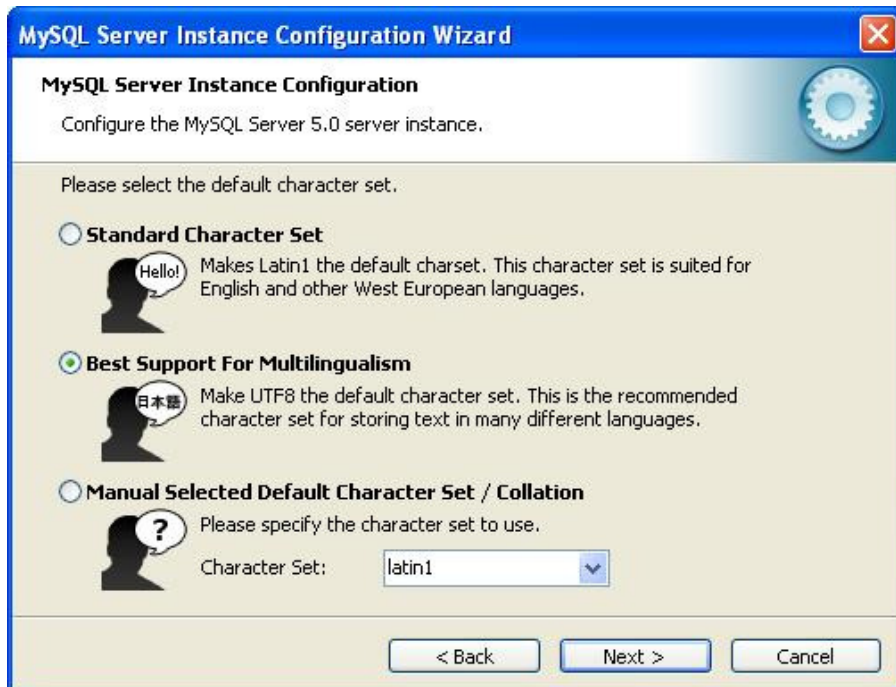 MySQL Server Instance Configuration Wizard
MySQL Server Instance Configuration
Configure the MySQL Server 5.0 server instance.
Please select the default character set.
Standard Character Set
Hello!
Makes Latin1 the default charset. This character set is suited for
English and other West European languages.
Best Support For Multilingualism
日本語
Make UTF8 the default character set. This is the recommended
character set for storing text in many different languages.
Manual Selected Default Character Set / Collation
?
Please specify the character set to use.
Character Set: latin1
< Back Next > Cancel